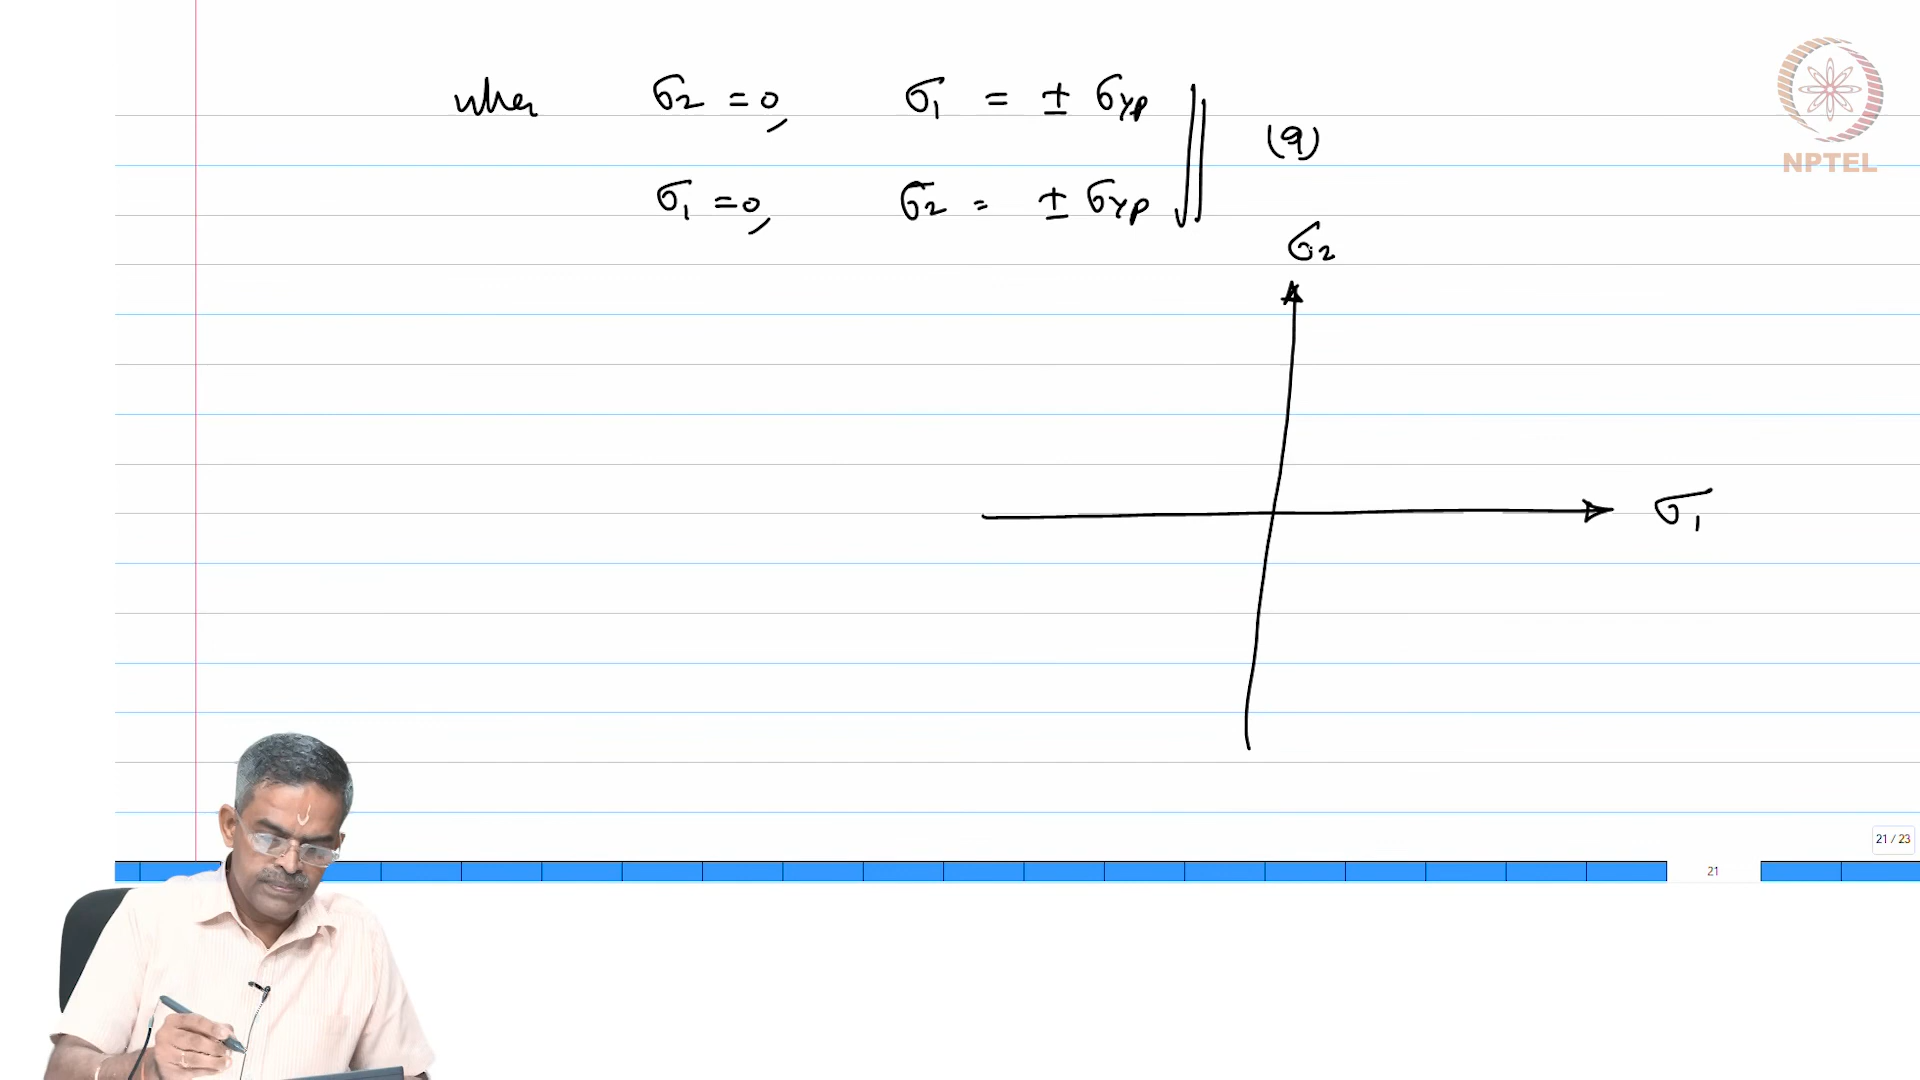 when σ2 = 0, σ1 = ± σyp
(9)
σ1 = 0, σ2 = ± σyp
σ2
σ1
NPTEL
21 / 23
21